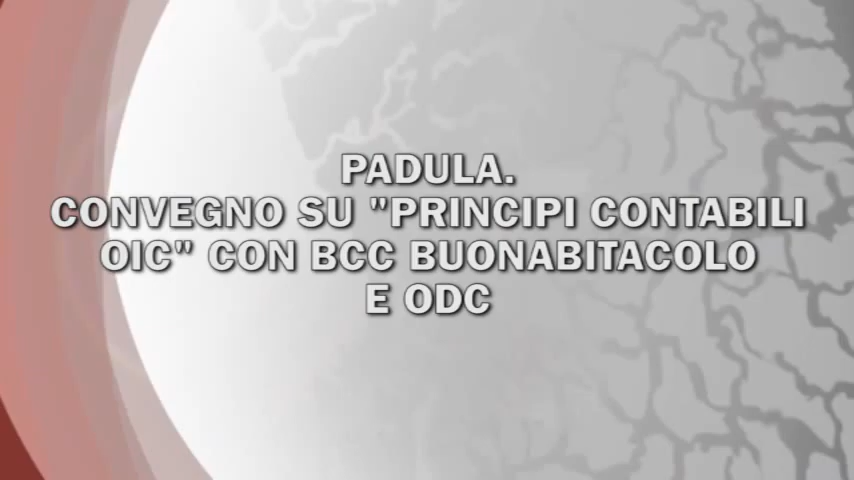 PADULA.
CONVEGNO SU "PRINCIPI CONTABILI
OIC" CON BCC BUONABITACOLO
E ODC